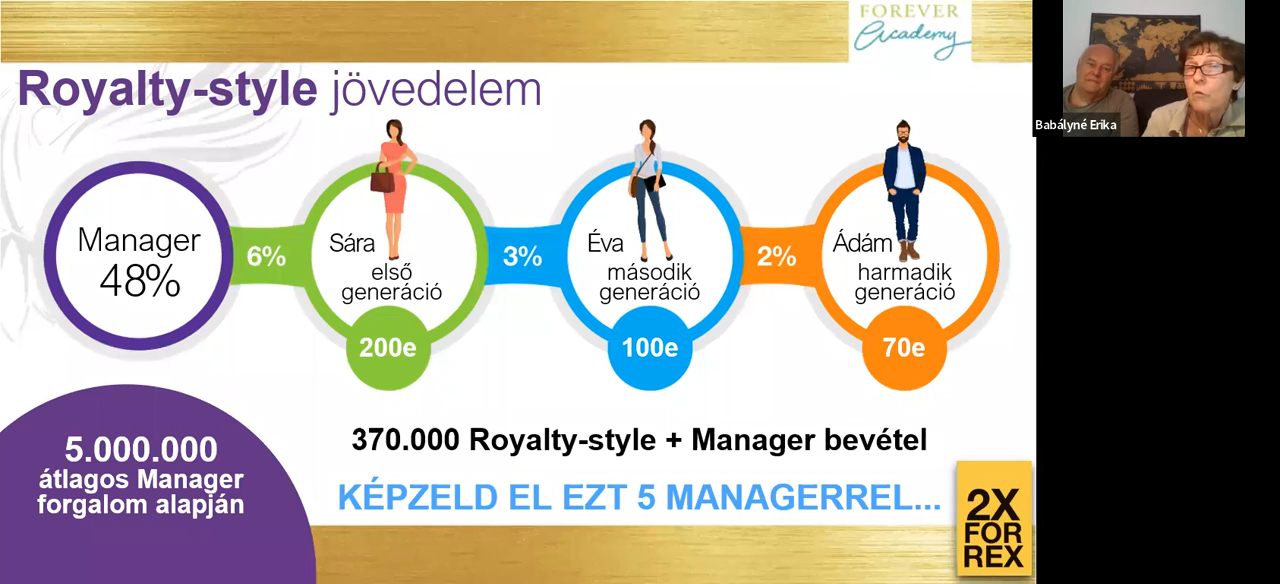 FOREVER
Academy
Royalty-style jövedelem
Babályné Erika
Manager
48%
6%
Sára
első
generáció
200e
3%
Éva
második
generáció
100e
2%
Ádám
harmadik
generáció
70e
5.000.000
átlagos Manager
forgalom alapján
370.000 Royalty-style + Manager bevétel
KÉPZELD EL EZT 5 MANAGERREL...
2X
FOR
REX